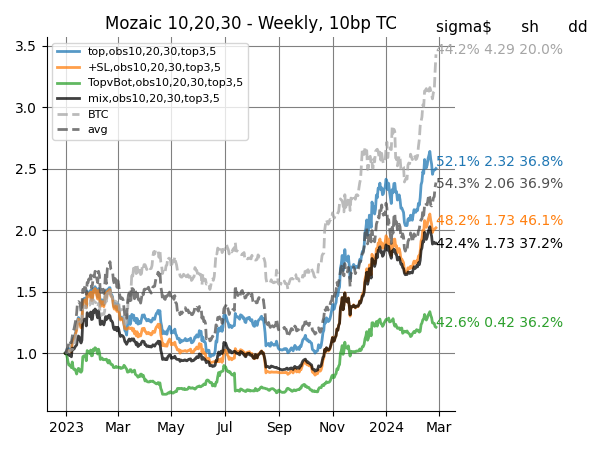 Mozaic 10,20,30 - Weekly, 10bp TC
sigma$ sh dd
top,obs10,20,30,top3,5
+SL,obs10,20,30,top3,5
TopvBot,obs10,20,30,top3,5
mix,obs10,20,30,top3,5
BTC
avg
44.2% 4.29 20.0%
52.1% 2.32 36.8%
54.3% 2.06 36.9%
48.2% 1.73 46.1%
42.4% 1.73 37.2%
42.6% 0.42 36.2%
3.5
3.0
2.5
2.0
1.5
1.0
2023 Mar May Jul Sep Nov 2024 Mar